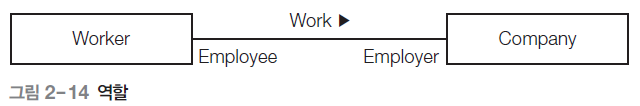 Work ▶
Worker
Company
Employee
Employer
그림 2-14 역할